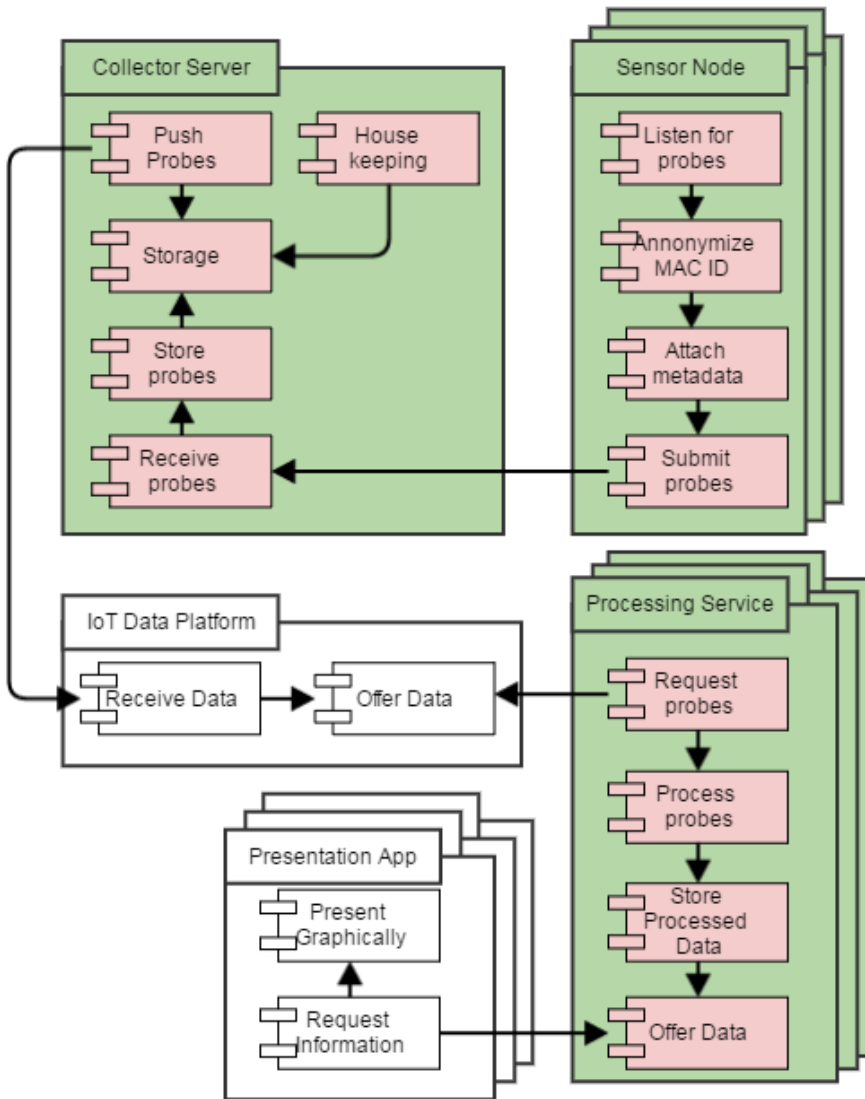 Collector Server
Push
Probes
House
keeping
Storage
Store
probes
Receive
probes
Sensor Node
Listen for
probes
Annonymize
MAC ID
Attach
metadata
Submit
probes
IoT Data Platform
Receive Data
Offer Data
Processing Service
Request
probes
Process
probes
Store
Processed
Data
Offer Data
Presentation App
Present
Graphically
Request
Information